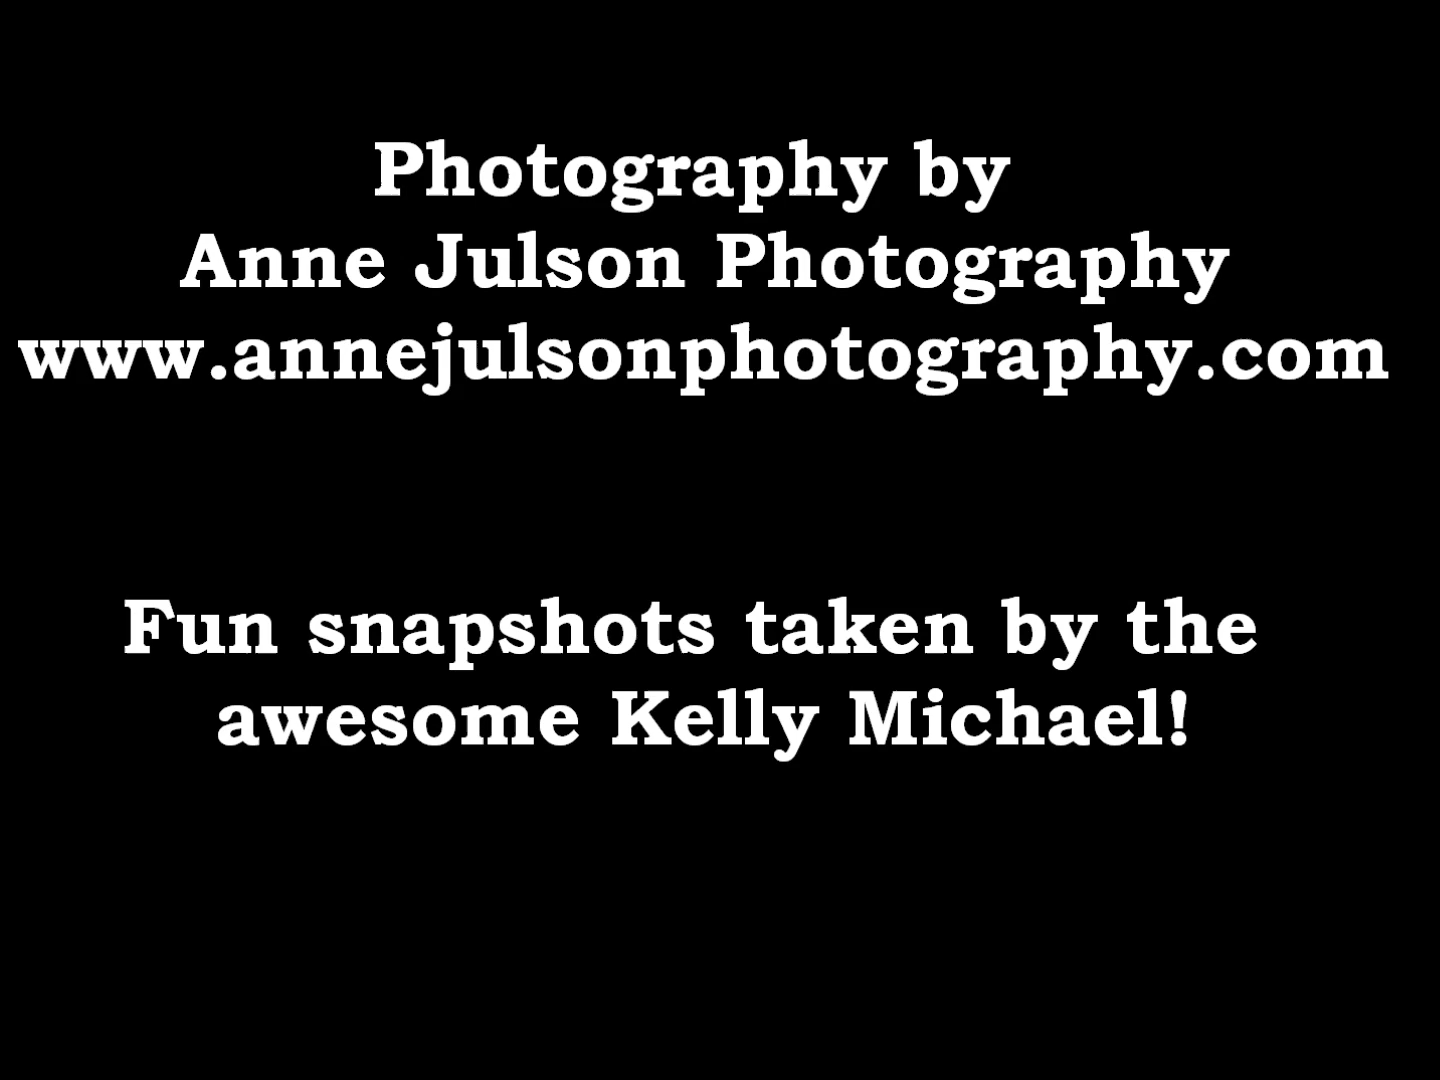 Photography by
Anne Julson Photography
www.annejulsonphotography.com
Fun snapshots taken by the
awesome Kelly Michael!